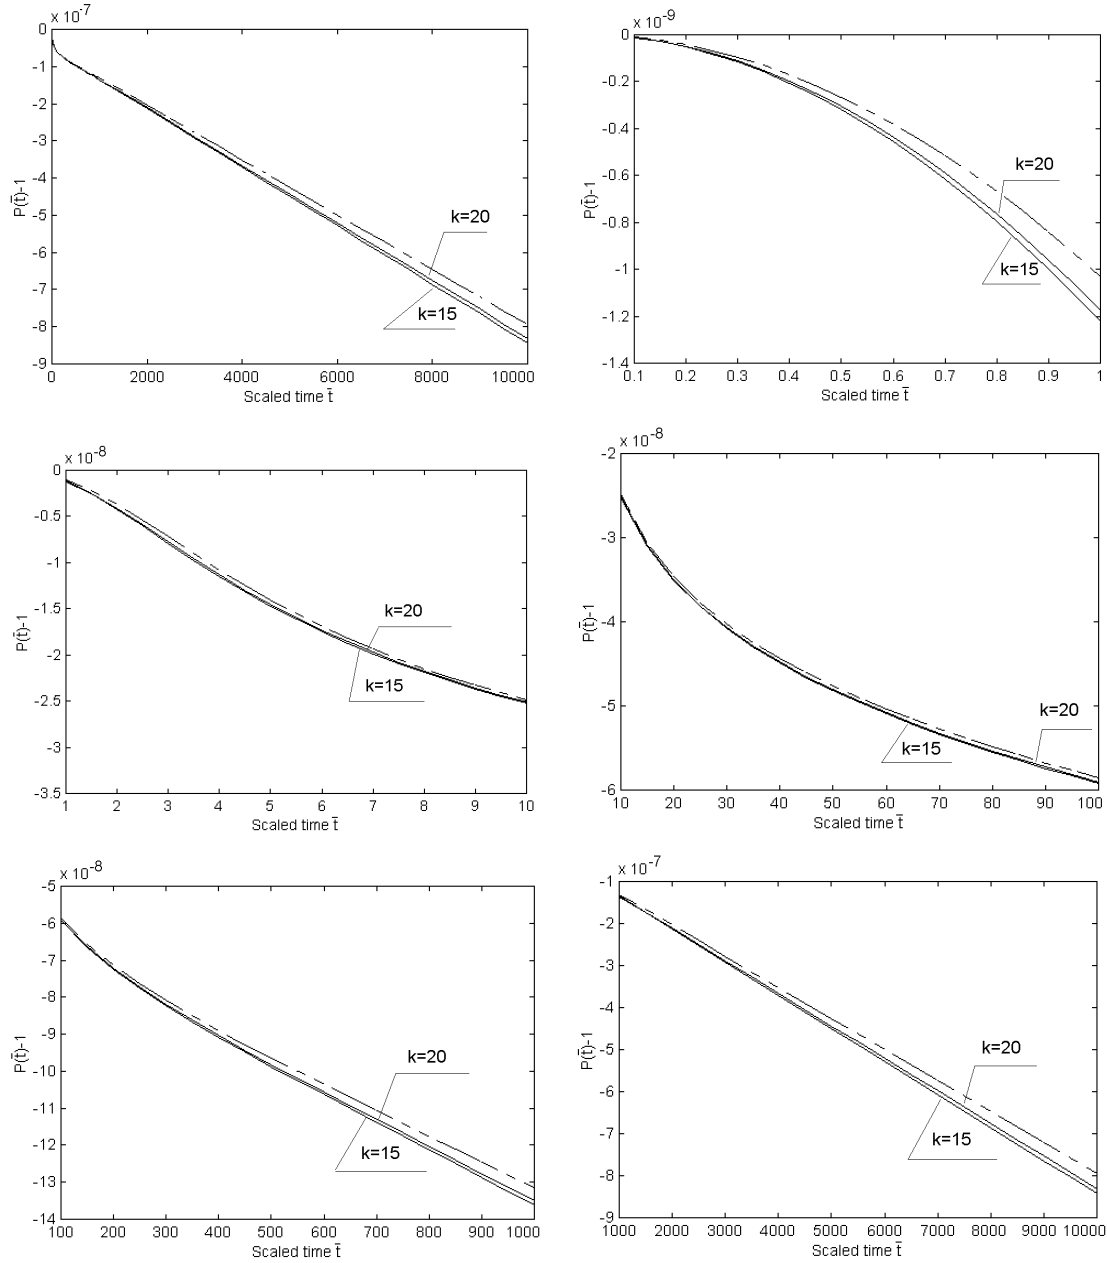 x 10^-7
0
-1
-2
-3
-4
-5
-6
-7
-8
-9
P(t̄)-1
k=20
k=15
0 2000 4000 6000 8000 10000
Scaled time t̄
x 10^-9
0
-0.2
-0.4
-0.6
-0.8
-1
-1.2
-1.4
P(t̄)-1
k=20
k=15
0.1 0.2 0.3 0.4 0.5 0.6 0.7 0.8 0.9 1
Scaled time t̄
x 10^-8
0
-0.5
-1
-1.5
-2
-2.5
-3
-3.5
P(t̄)-1
k=20
k=15
1 2 3 4 5 6 7 8 9 10
Scaled time t̄
x 10^-8
-2
-3
-4
-5
-6
P(t̄)-1
k=20
k=15
10 20 30 40 50 60 70 80 90 100
Scaled time t̄
x 10^-8
-5
-6
-7
-8
-9
-10
-11
-12
-13
-14
P(t̄)-1
k=20
k=15
100 200 300 400 500 600 700 800 900 1000
Scaled time t̄
x 10^-7
-1
-2
-3
-4
-5
-6
-7
-8
-9
P(t̄)-1
k=20
k=15
1000 2000 3000 4000 5000 6000 7000 8000 9000 10000
Scaled time t̄